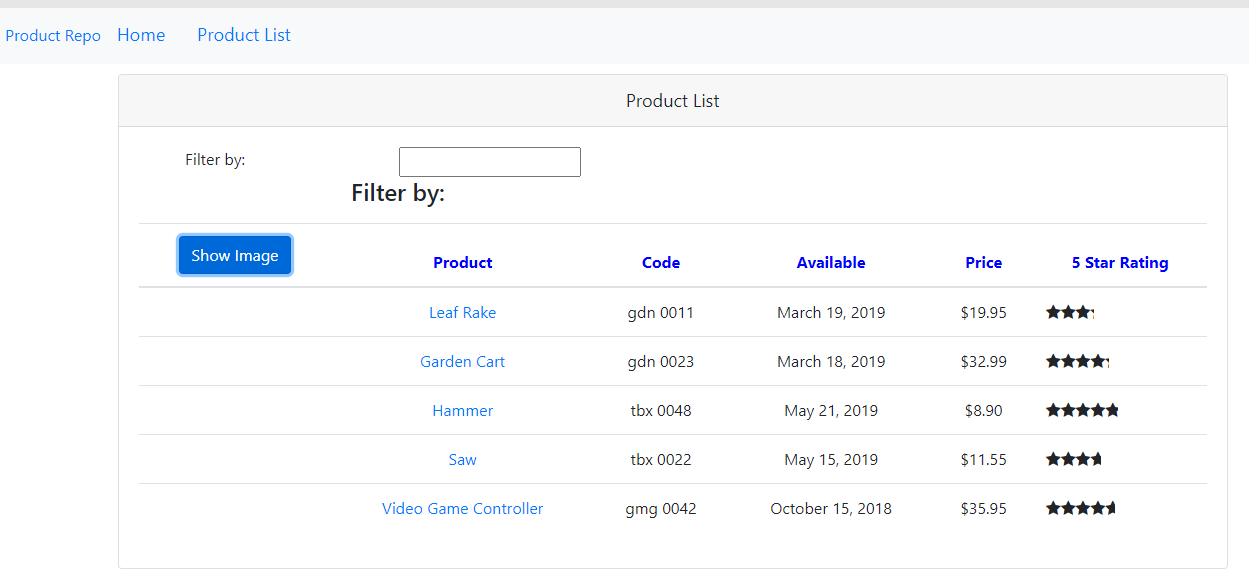 Product Repo Home Product List
Product List
Filter by:
Filter by:
Show Image Product Code Available Price 5 Star Rating
Leaf Rake gdn 0011 March 19, 2019 $19.95
Garden Cart gdn 0023 March 18, 2019 $32.99
Hammer tbx 0048 May 21, 2019 $8.90
Saw tbx 0022 May 15, 2019 $11.55
Video Game Controller gmg 0042 October 15, 2018 $35.95